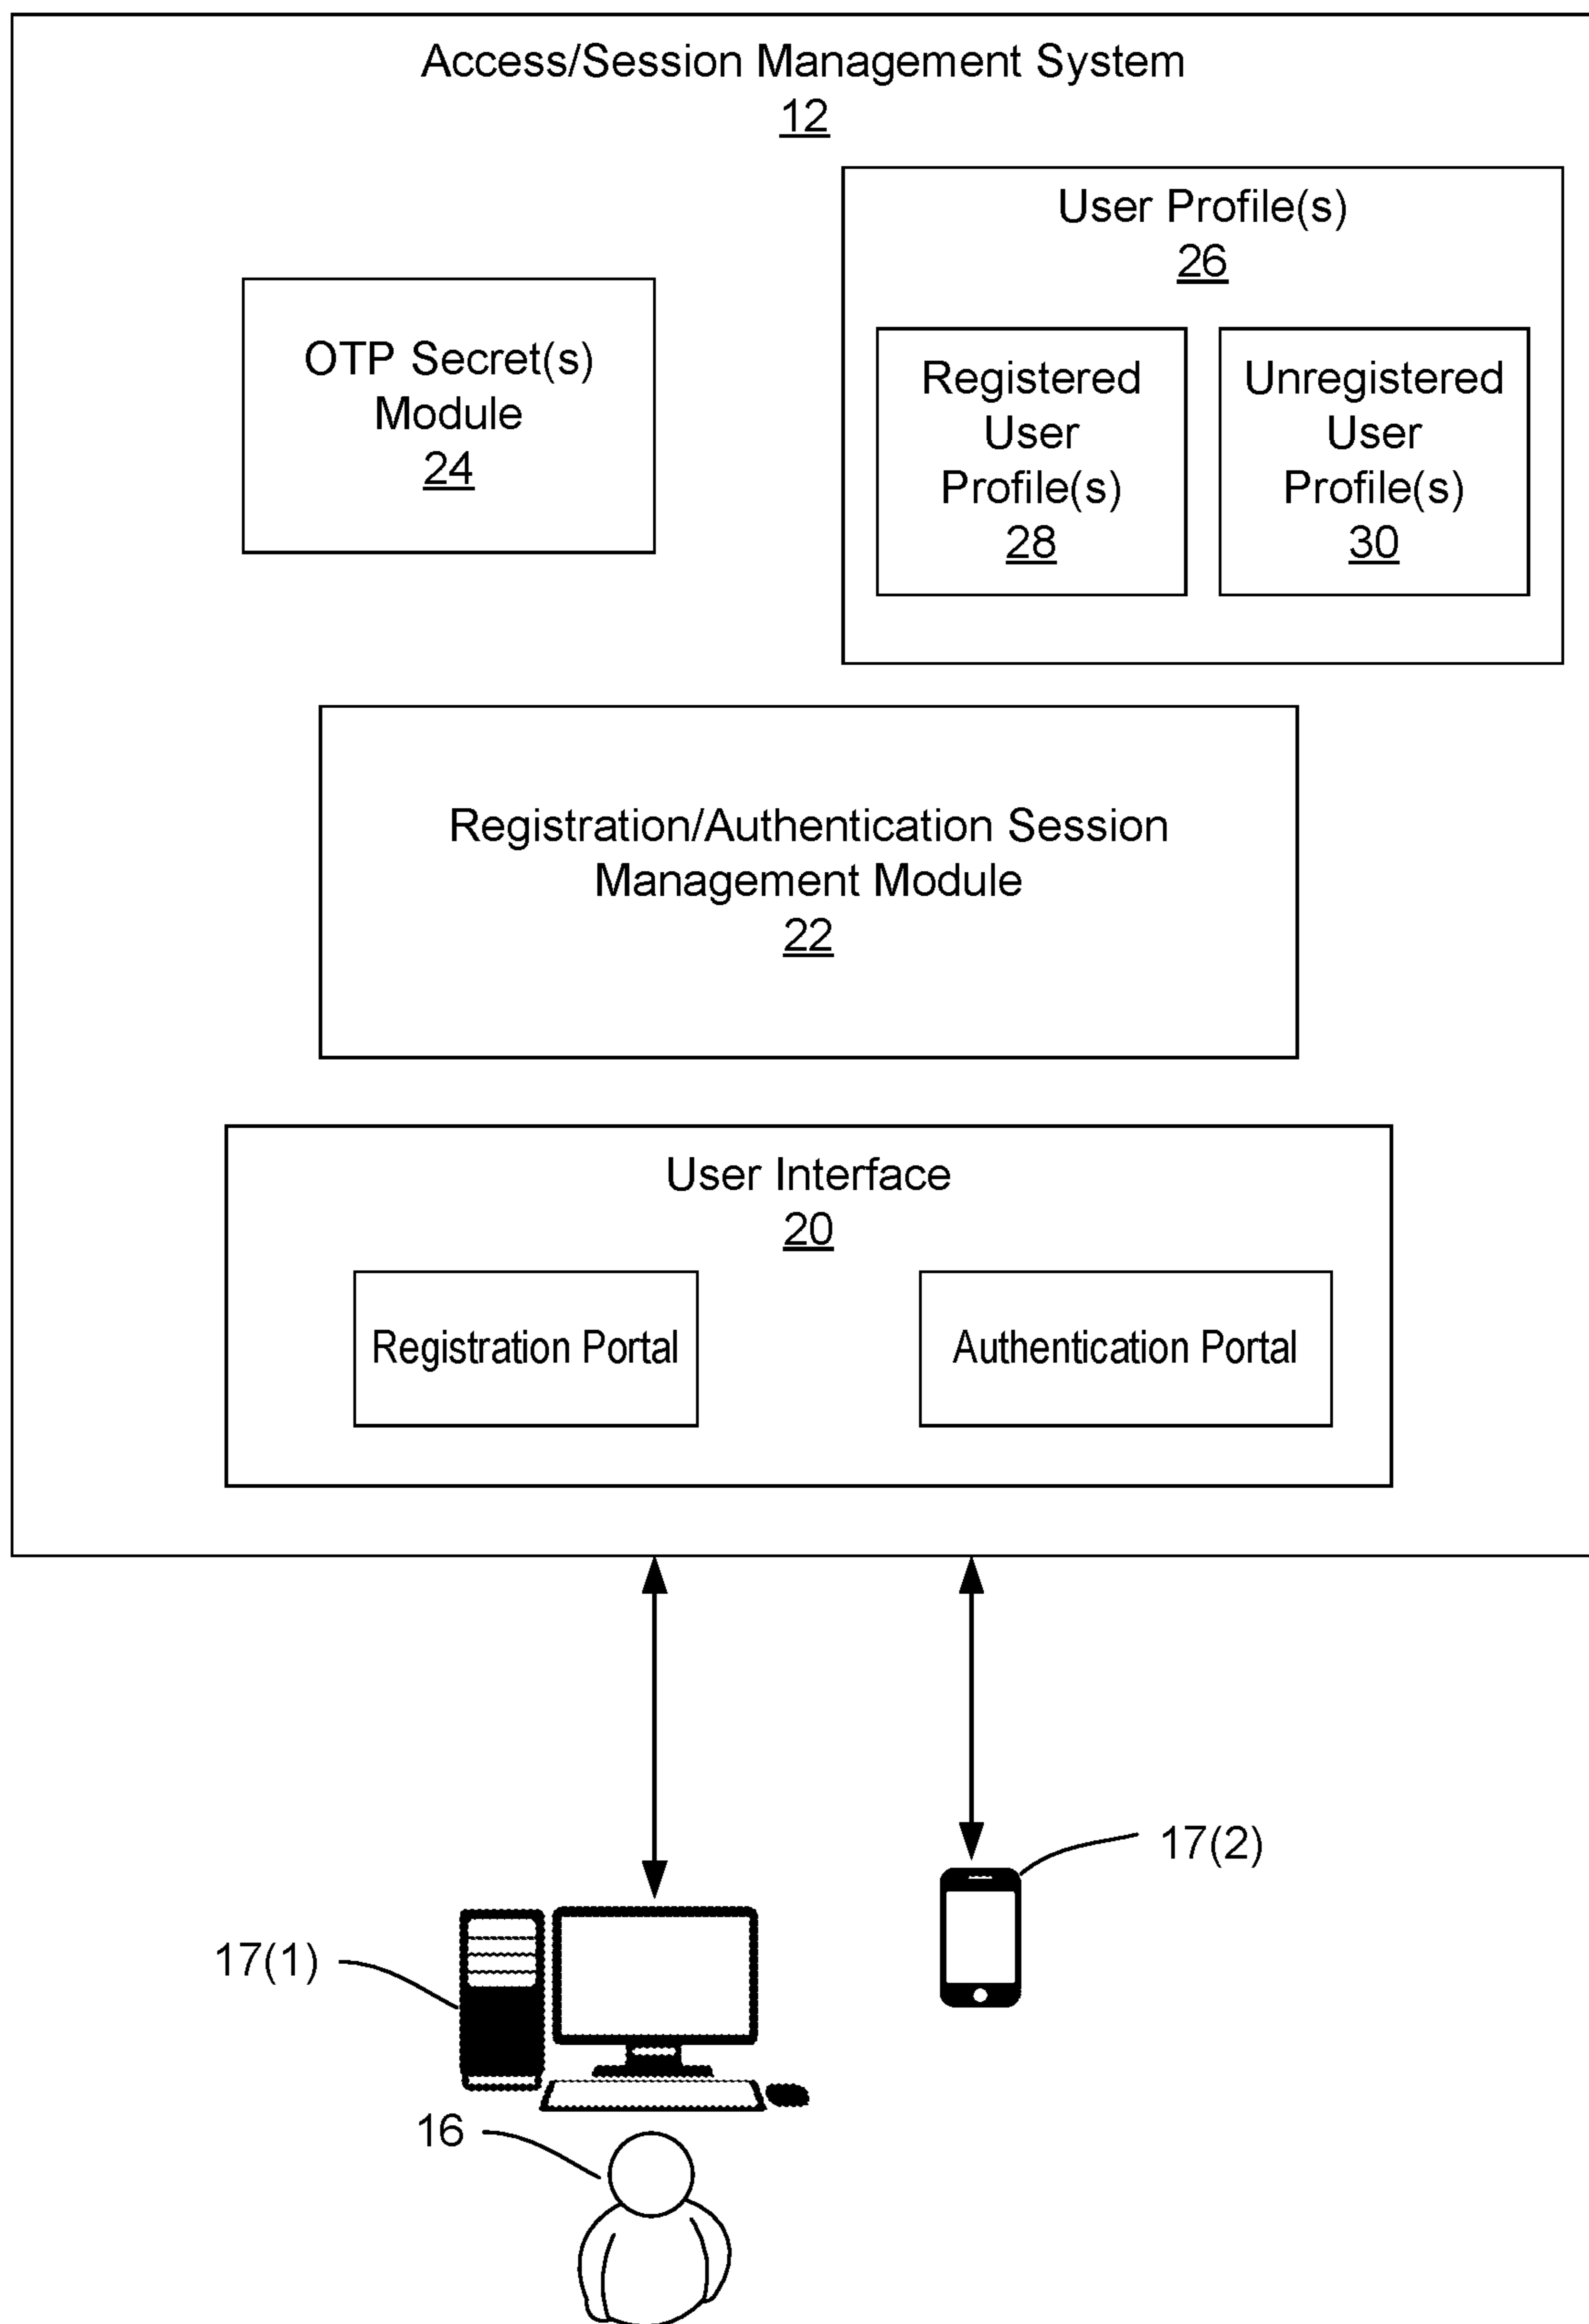 Access/Session Management System
12
User Profile(s)
26
OTP Secret(s)
Module
24
Registered
User
Profile(s)
28
Unregistered
User
Profile(s)
30
Registration/Authentication Session
Management Module
22
User Interface
20
Registration Portal
Authentication Portal
17(2)
17(1)
16